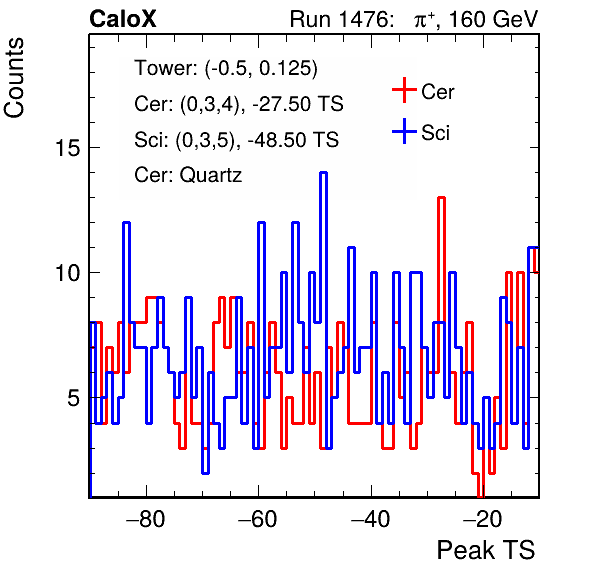 CaloX Run 1476: π⁺, 160 GeV
Counts
Tower: (-0.5, 0.125)
Cer: (0,3,4), -27.50 TS
Sci: (0,3,5), -48.50 TS
Cer: Quartz
Cer
Sci
15
10
5
−80 −60 −40 −20
Peak TS